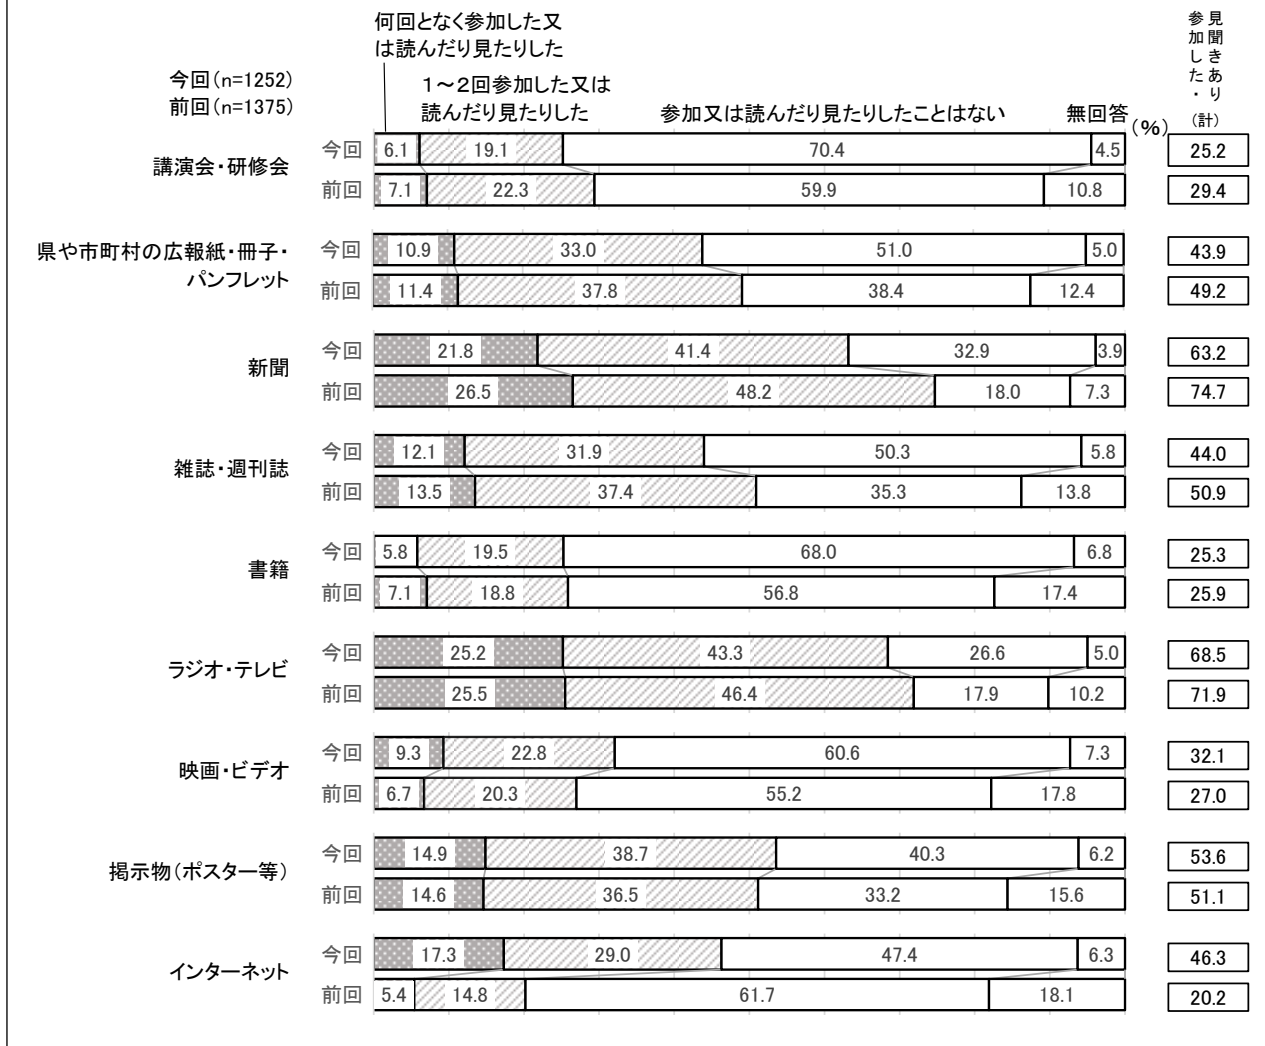 何回となく参加した又
は読んだり見たりした
参加した・
見聞きあり
(計)
今回(n=1252)
前回(n=1375)
1～2回参加した又は
読んだり見たりした
参加又は読んだり見たりしたことはない
無回答
(%)
講演会・研修会
今回 6.1 19.1 70.4 4.5 25.2
前回 7.1 22.3 59.9 10.8 29.4
県や市町村の広報紙・冊子・
パンフレット
今回 10.9 33.0 51.0 5.0 43.9
前回 11.4 37.8 38.4 12.4 49.2
新聞
今回 21.8 41.4 32.9 3.9 63.2
前回 26.5 48.2 18.0 7.3 74.7
雑誌・週刊誌
今回 12.1 31.9 50.3 5.8 44.0
前回 13.5 37.4 35.3 13.8 50.9
書籍
今回 5.8 19.5 68.0 6.8 25.3
前回 7.1 18.8 56.8 17.4 25.9
ラジオ・テレビ
今回 25.2 43.3 26.6 5.0 68.5
前回 25.5 46.4 17.9 10.2 71.9
映画・ビデオ
今回 9.3 22.8 60.6 7.3 32.1
前回 6.7 20.3 55.2 17.8 27.0
掲示物(ポスター等)
今回 14.9 38.7 40.3 6.2 53.6
前回 14.6 36.5 33.2 15.6 51.1
インターネット
今回 17.3 29.0 47.4 6.3 46.3
前回 5.4 14.8 61.7 18.1 20.2